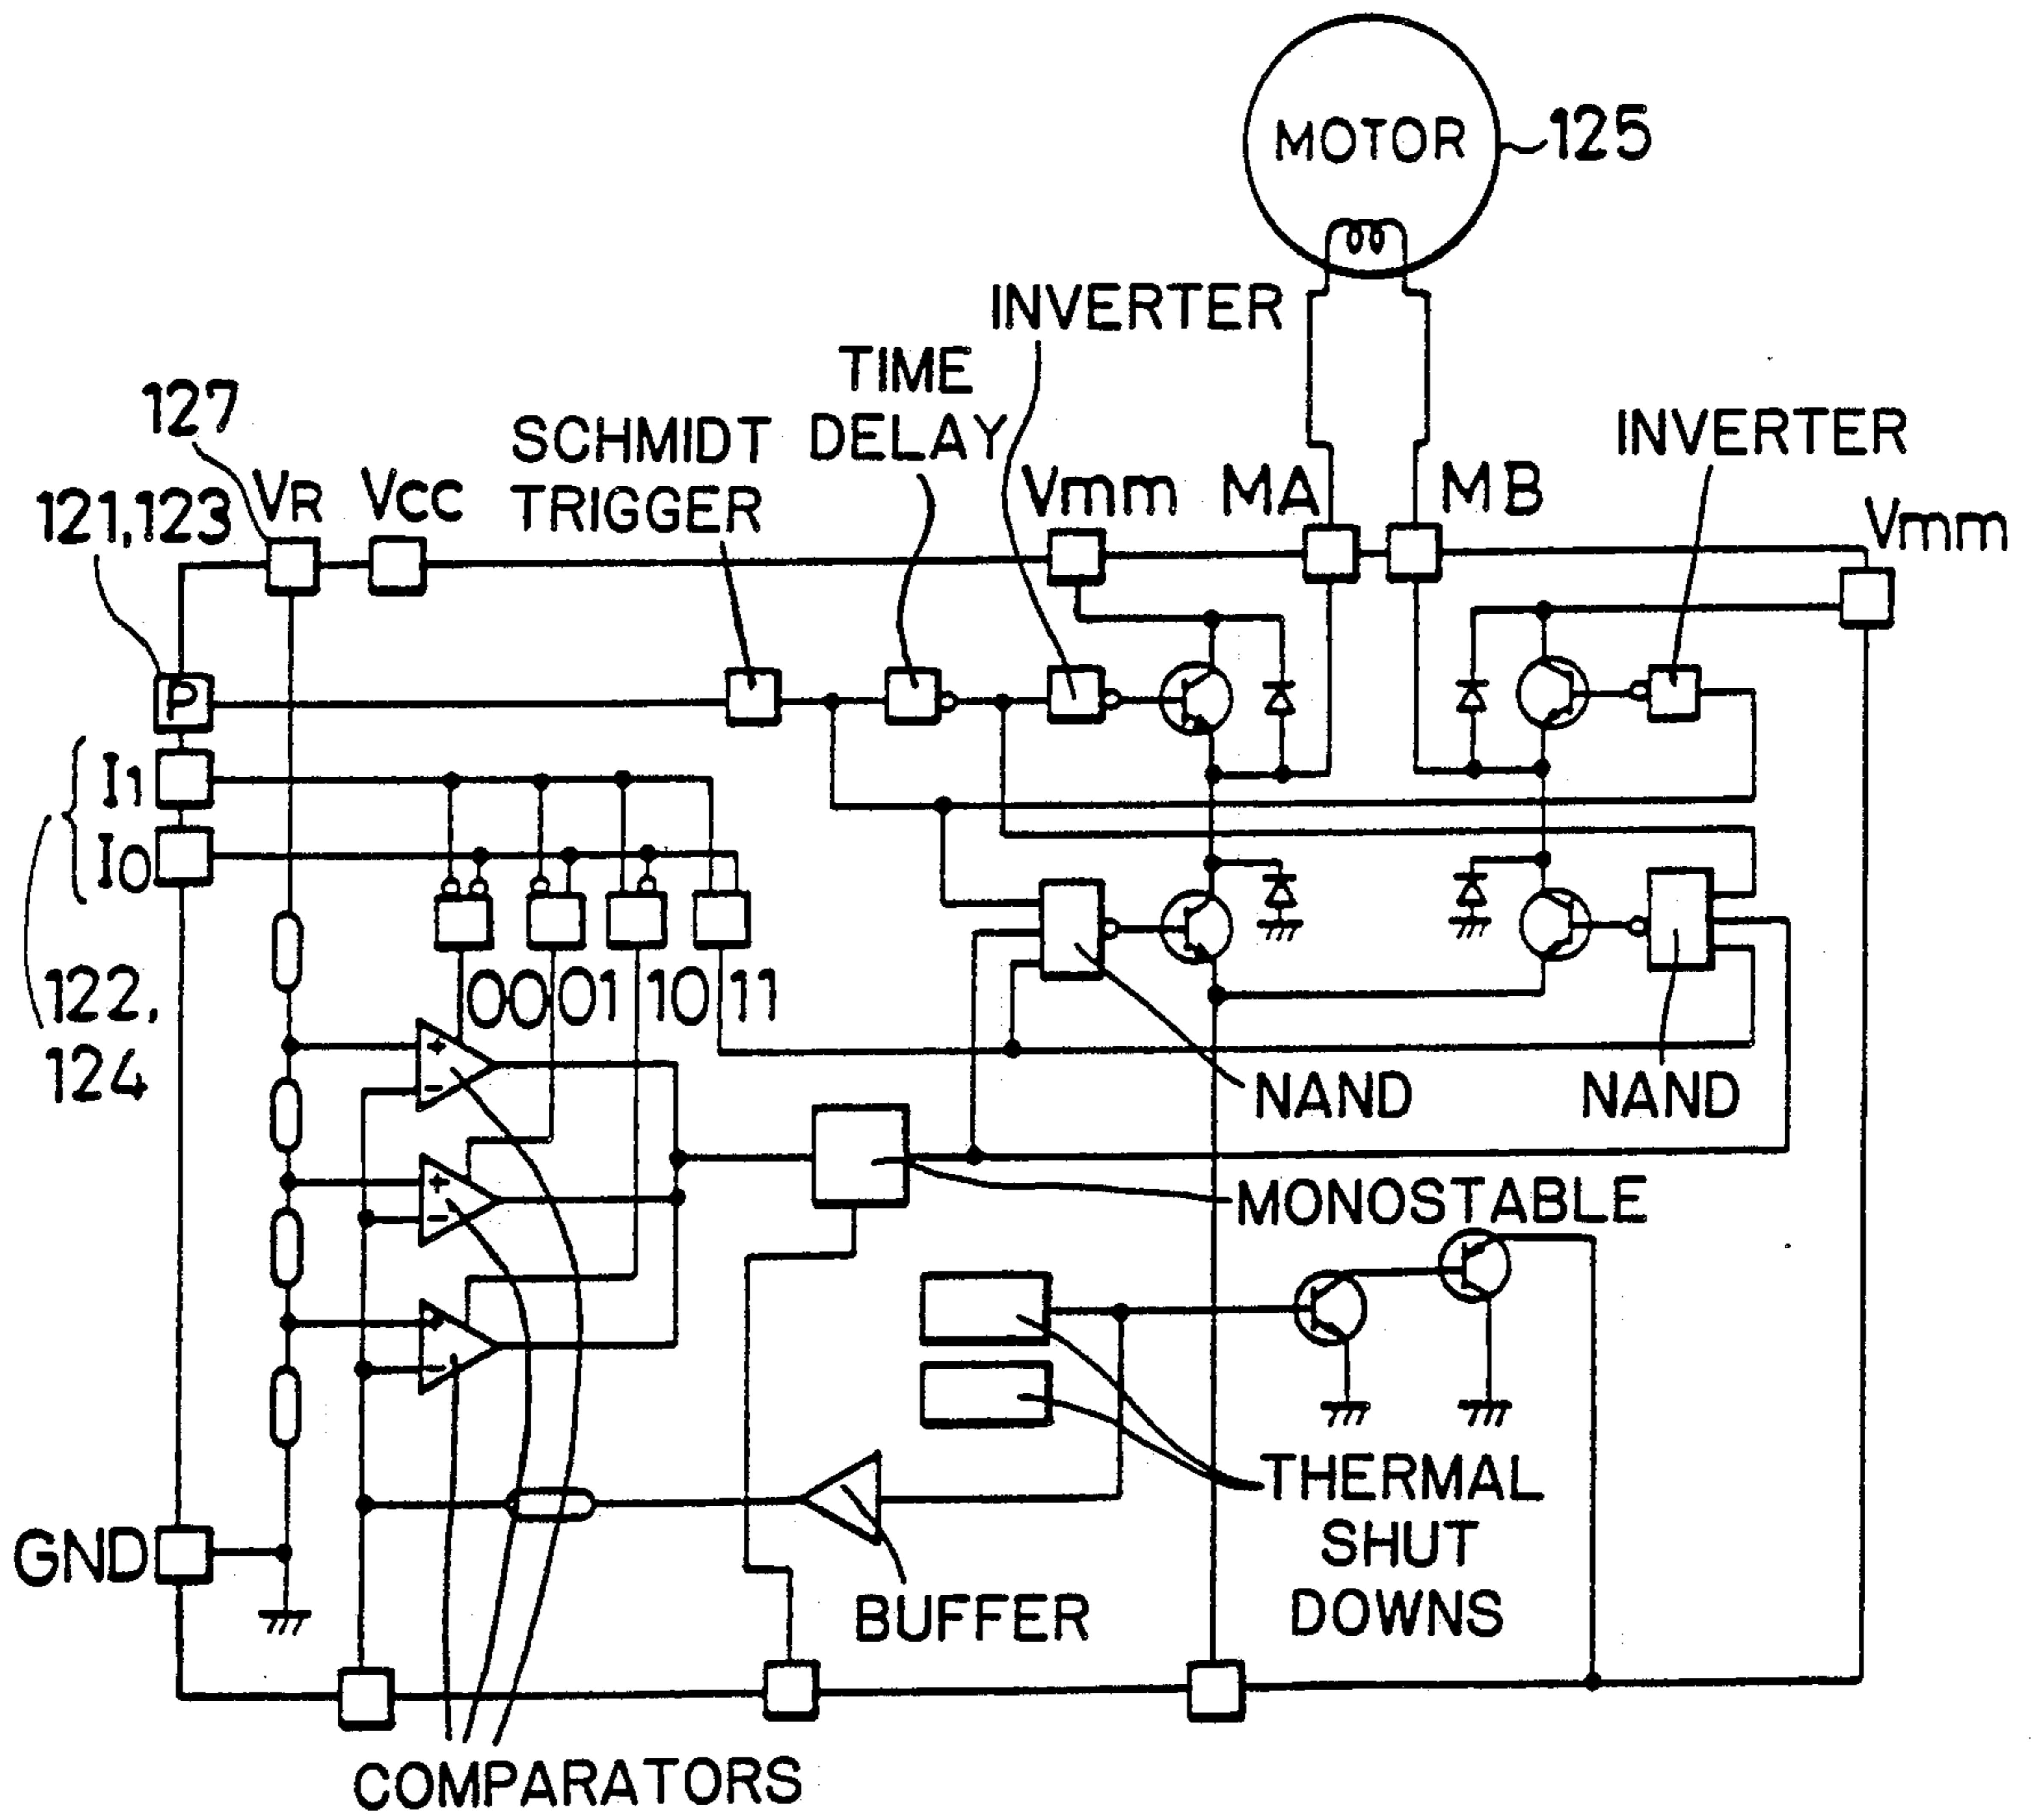 MOTOR
125
INVERTER
TIME
DELAY
127
SCHMIDT
TRIGGER
INVERTER
VR
Vcc
Vmm
MA
MB
Vmm
121,123
P
I1
I0
122,
124
00
01
10
11
+
-
+
-
+
-
NAND
NAND
MONOSTABLE
THERMAL
SHUT
DOWNS
GND
BUFFER
COMPARATORS